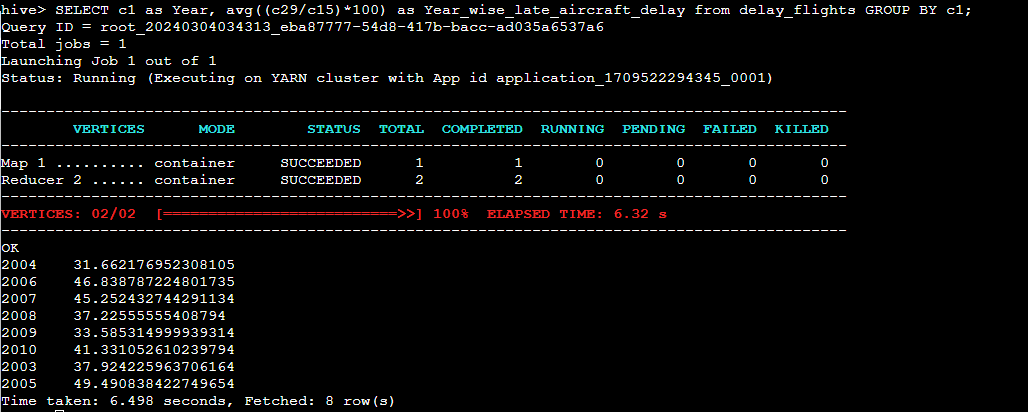 hive> SELECT c1 as Year, avg((c29/c15)*100) as Year_wise_late_aircraft_delay from delay_flights GROUP BY c1;
Query ID = root_20240304034313_eba87777-54d8-417b-bacc-ad035a6537a6
Total jobs = 1
Launching Job 1 out of 1
Status: Running (Executing on YARN cluster with App id application_1709522294345_0001)
----------------------------------------------------------------------------------------------
VERTICES MODE STATUS TOTAL COMPLETED RUNNING PENDING FAILED KILLED
----------------------------------------------------------------------------------------------
Map 1 .......... container SUCCEEDED 1 1 0 0 0 0
Reducer 2 ...... container SUCCEEDED 2 2 0 0 0 0
----------------------------------------------------------------------------------------------
VERTICES: 02/02 [==========================>>] 100% ELAPSED TIME: 6.32 s
----------------------------------------------------------------------------------------------
OK
2004 31.662176952308105
2006 46.838787224801735
2007 45.252432744291134
2008 37.22555555408794
2009 33.585314999939314
2010 41.331052610239794
2003 37.924225963706164
2005 49.490838422749654
Time taken: 6.498 seconds, Fetched: 8 row(s)